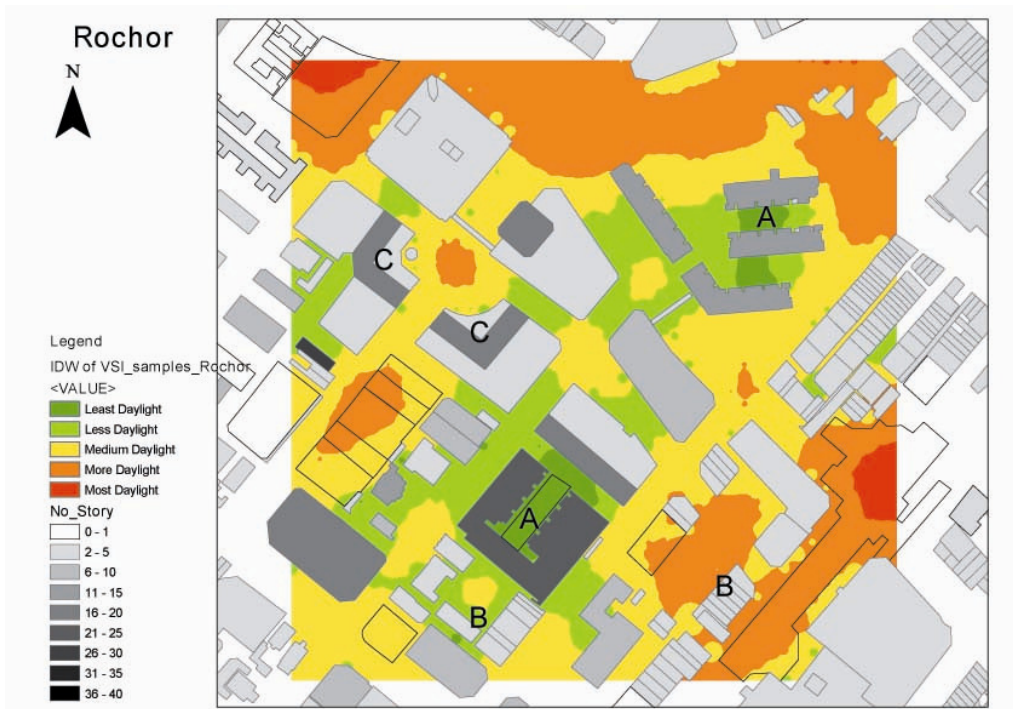 Rochor
N
A
C
C
A
B
B
Legend
IDW of VSI_samples_Rochor
<VALUE>
Least Daylight
Less Daylight
Medium Daylight
More Daylight
Most Daylight
No_Story
0 - 1
2 - 5
6 - 10
11 - 15
16 - 20
21 - 25
26 - 30
31 - 35
36 - 40